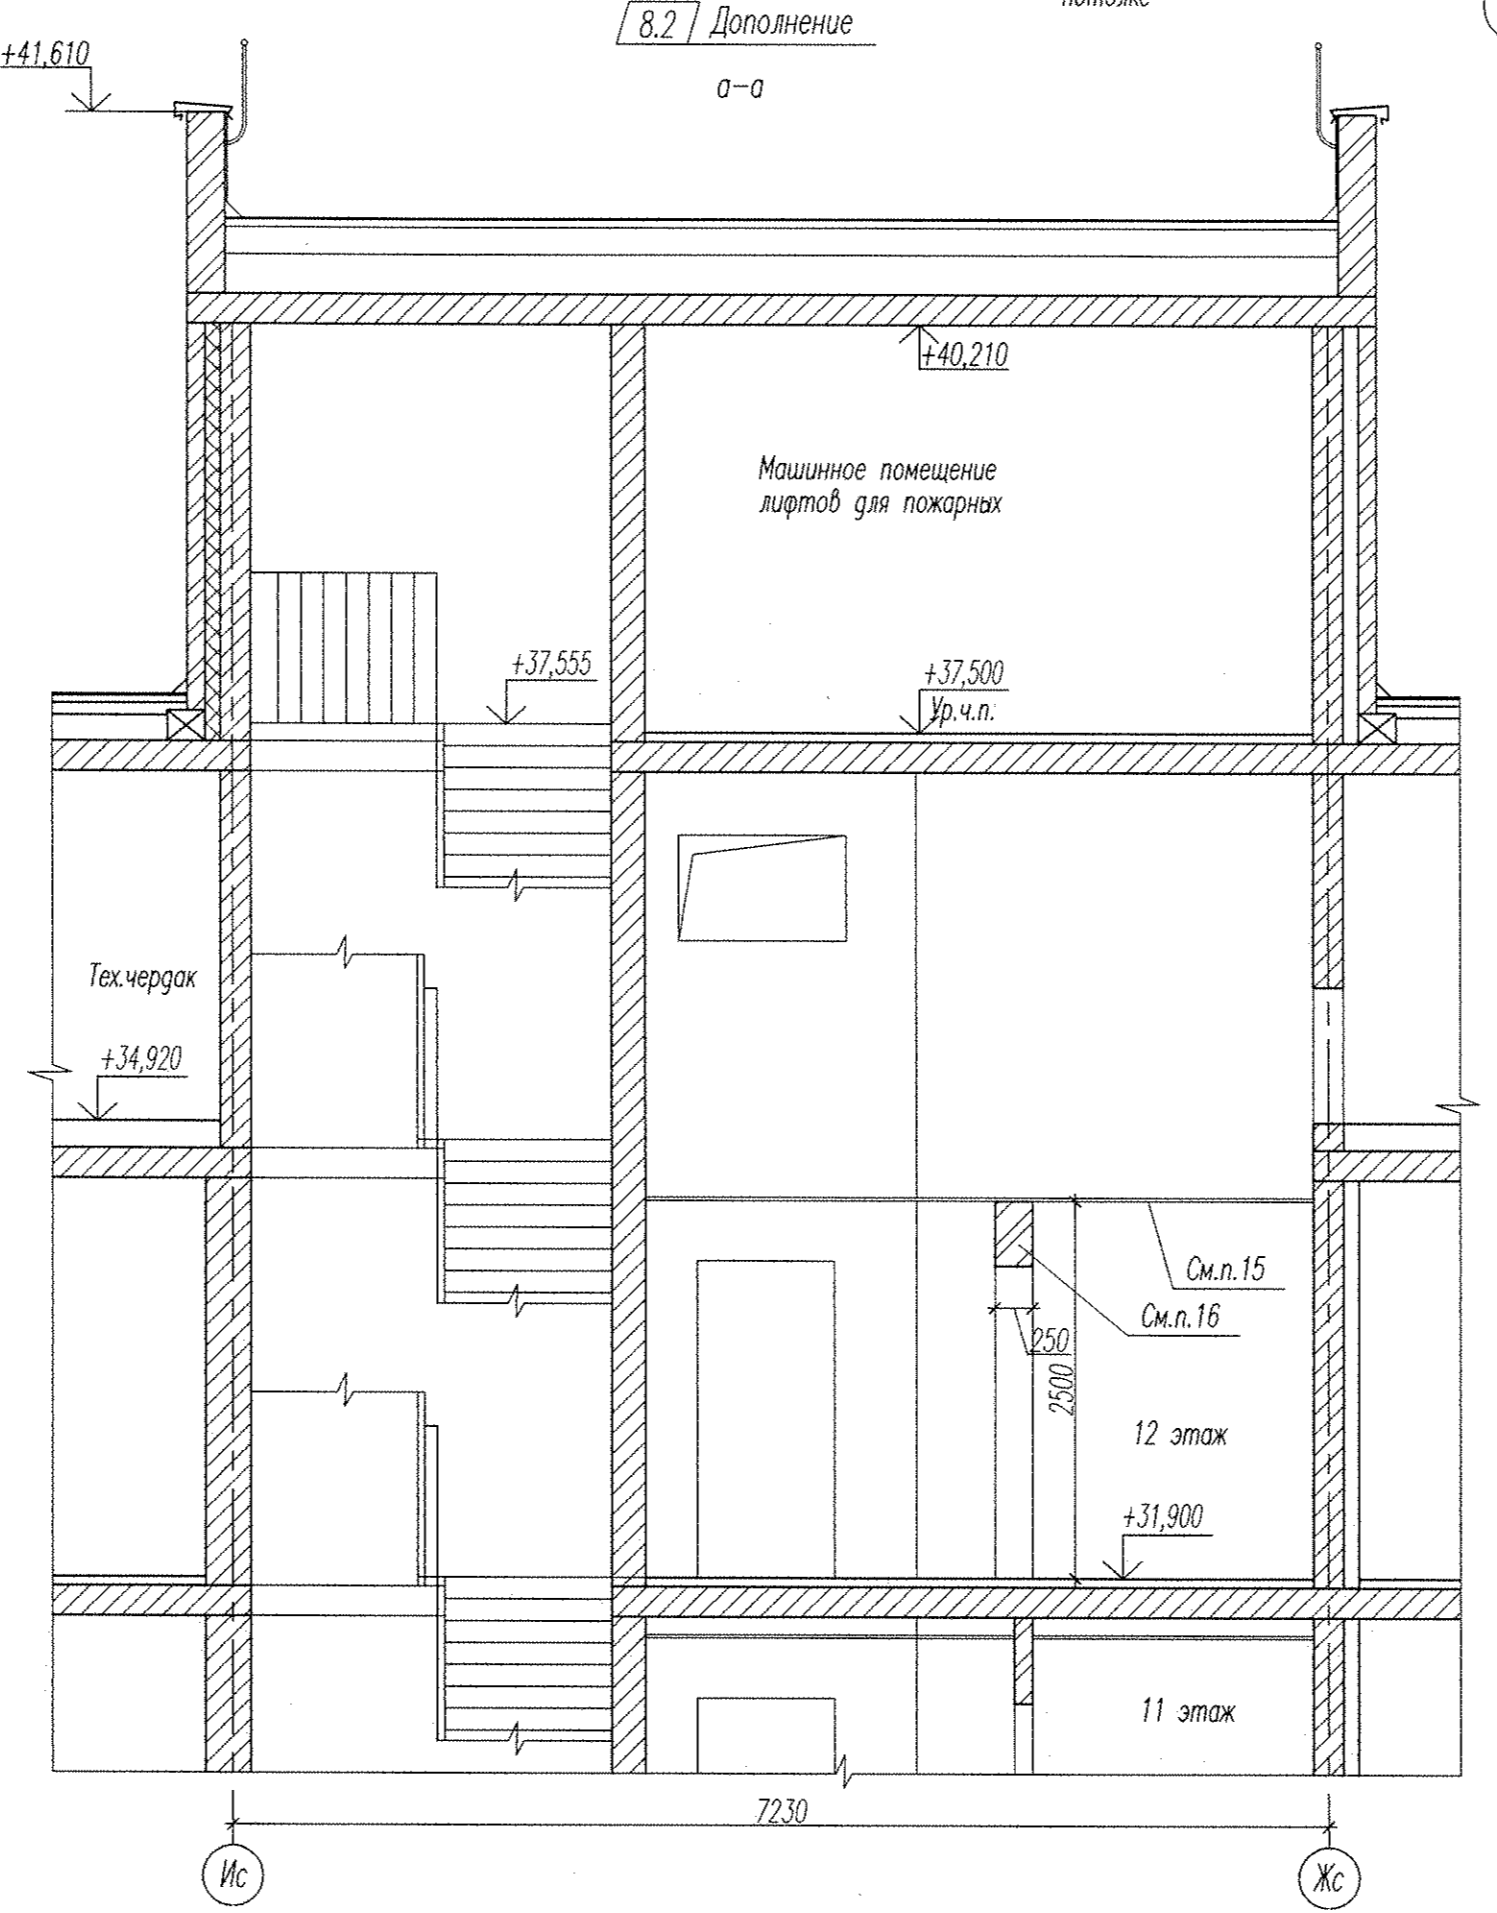 потолке
8.2 Дополнение
+41,610
а-а
+40,210
Машинное помещение
лифтов для пожарных
+37,555
+37,500
Ур.ч.п.
Тех.чердак
+34,920
См.п.15
См.п.16
250
2500
12 этаж
+31,900
11 этаж
7230
Ис
Жс